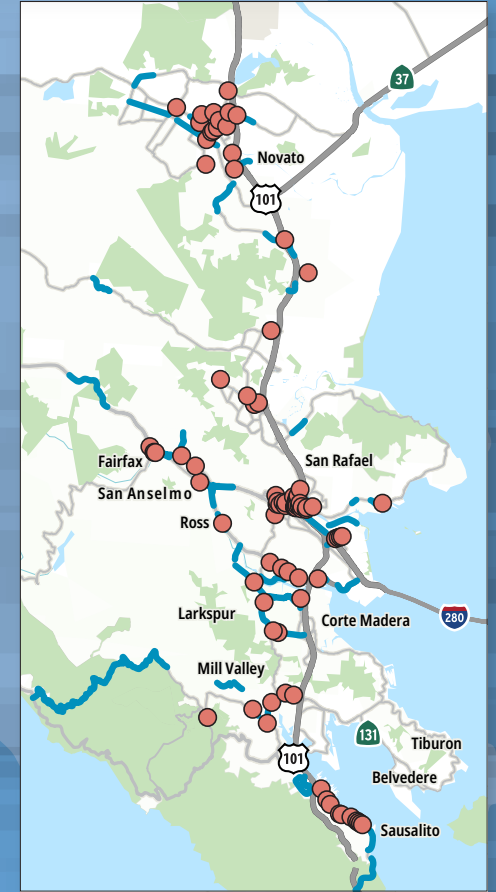 37
Novato
101
San Rafael
Fairfax
San Anselmo
Ross
280
Larkspur
Corte Madera
Mill Valley
131
Tiburon
101
Belvedere
Sausalito